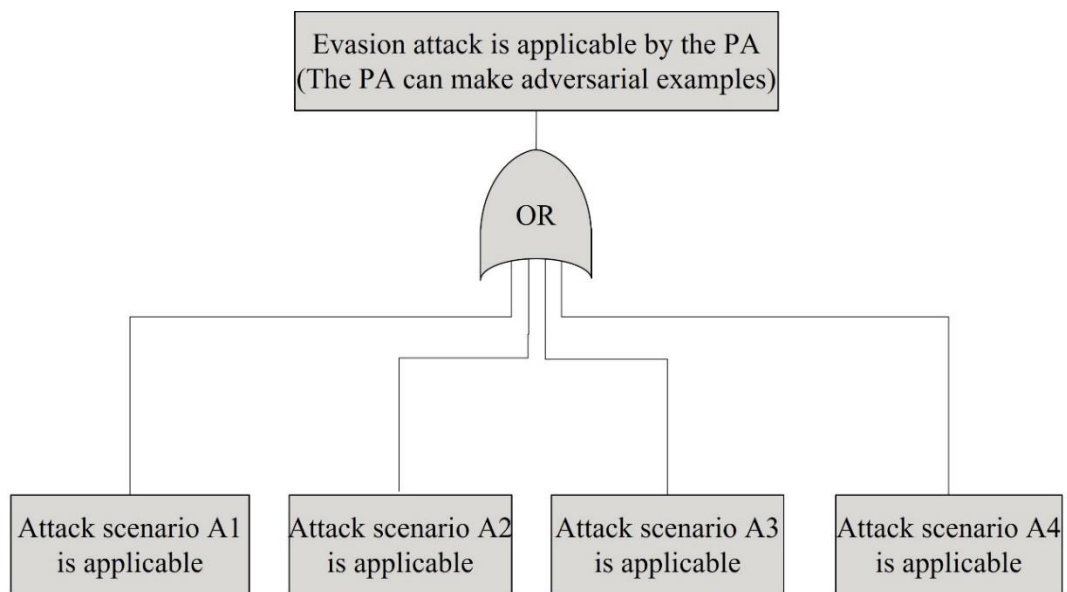 Evasion attack is applicable by the PA
(The PA can make adversarial examples)
OR
Attack scenario A1
is applicable
Attack scenario A2
is applicable
Attack scenario A3
is applicable
Attack scenario A4
is applicable